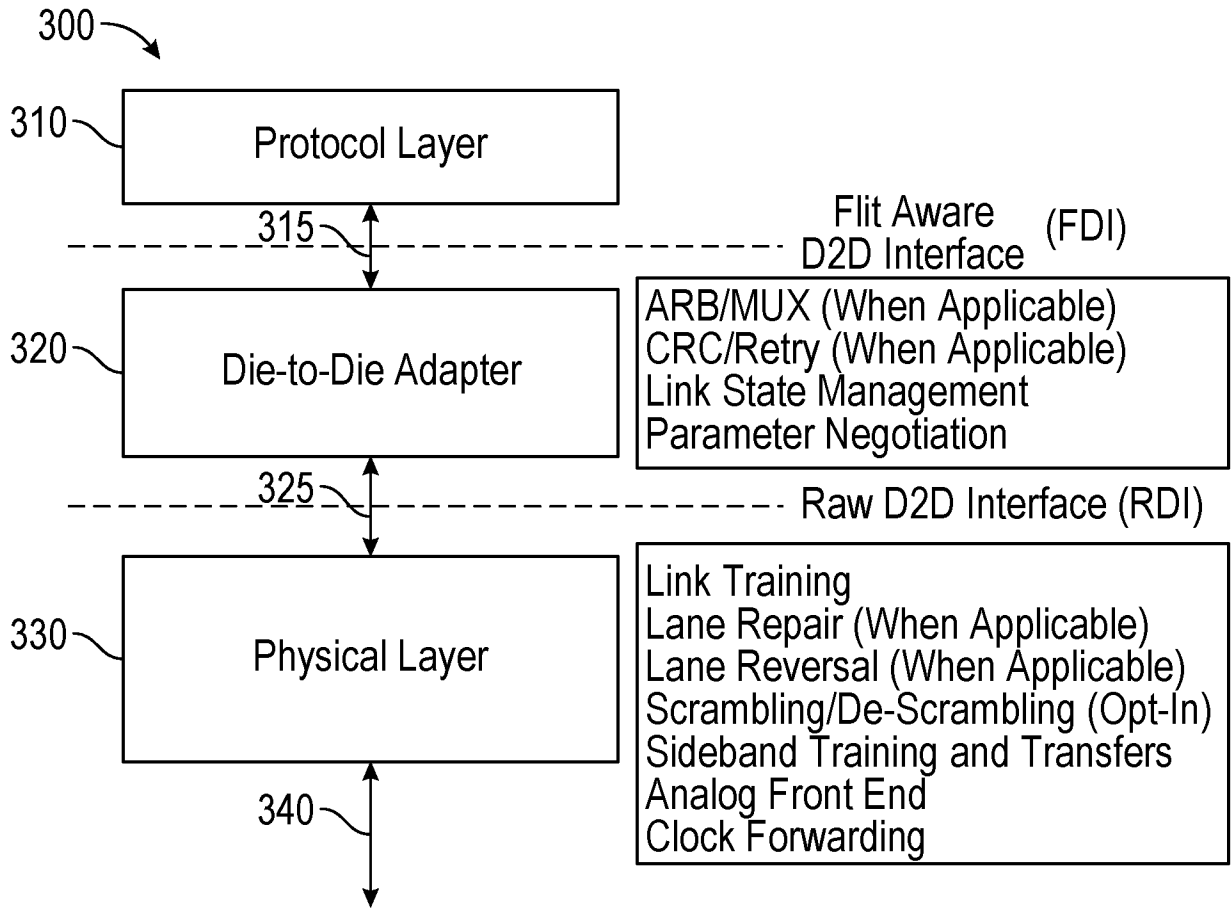 300
310
Protocol Layer
315
Flit Aware
D2D Interface (FDI)
320
Die-to-Die Adapter
ARB/MUX (When Applicable)
CRC/Retry (When Applicable)
Link State Management
Parameter Negotiation
325
Raw D2D Interface (RDI)
330
Physical Layer
Link Training
Lane Repair (When Applicable)
Lane Reversal (When Applicable)
Scrambling/De-Scrambling (Opt-In)
Sideband Training and Transfers
Analog Front End
Clock Forwarding
340